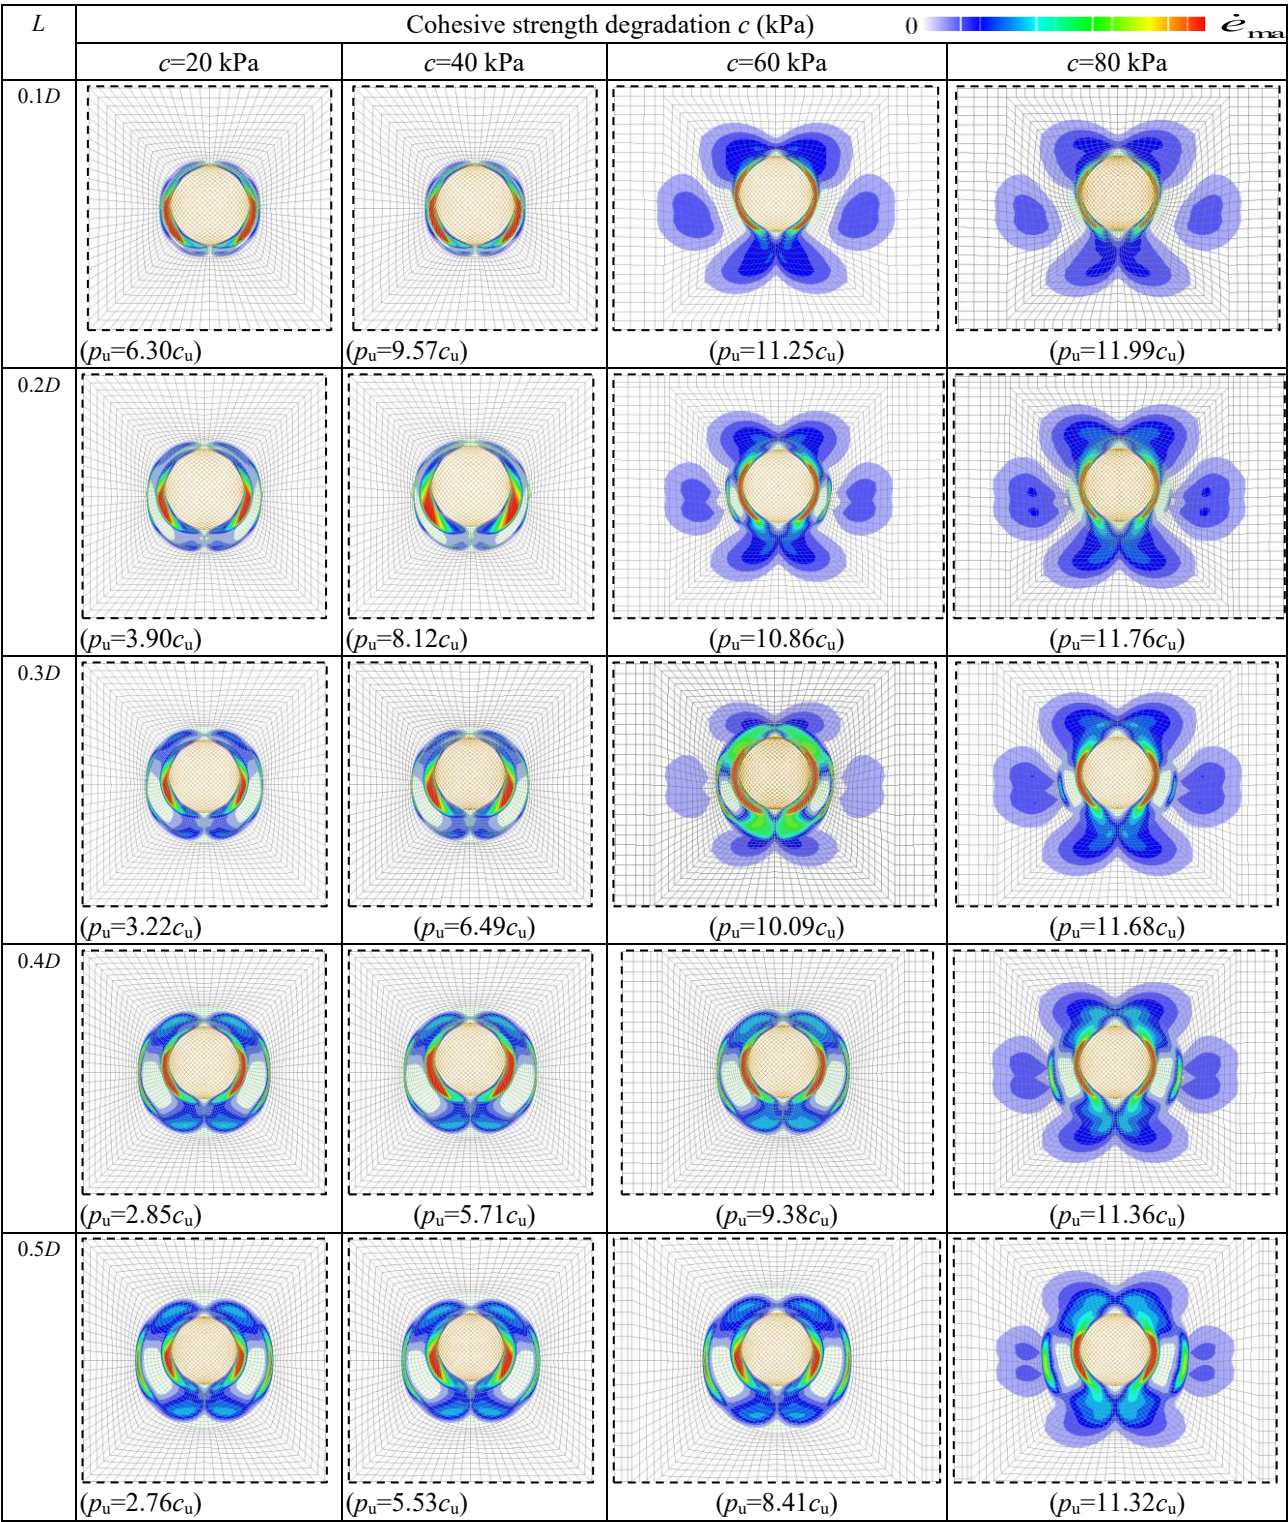 L
Cohesive strength degradation c (kPa)
0
ė ma
c=20 kPa
c=40 kPa
c=60 kPa
c=80 kPa
0.1D
(pu=6.30cu)
(pu=9.57cu)
(pu=11.25cu)
(pu=11.99cu)
0.2D
(pu=3.90cu)
(pu=8.12cu)
(pu=10.86cu)
(pu=11.76cu)
0.3D
(pu=3.22cu)
(pu=6.49cu)
(pu=10.09cu)
(pu=11.68cu)
0.4D
(pu=2.85cu)
(pu=5.71cu)
(pu=9.38cu)
(pu=11.36cu)
0.5D
(pu=2.76cu)
(pu=5.53cu)
(pu=8.41cu)
(pu=11.32cu)